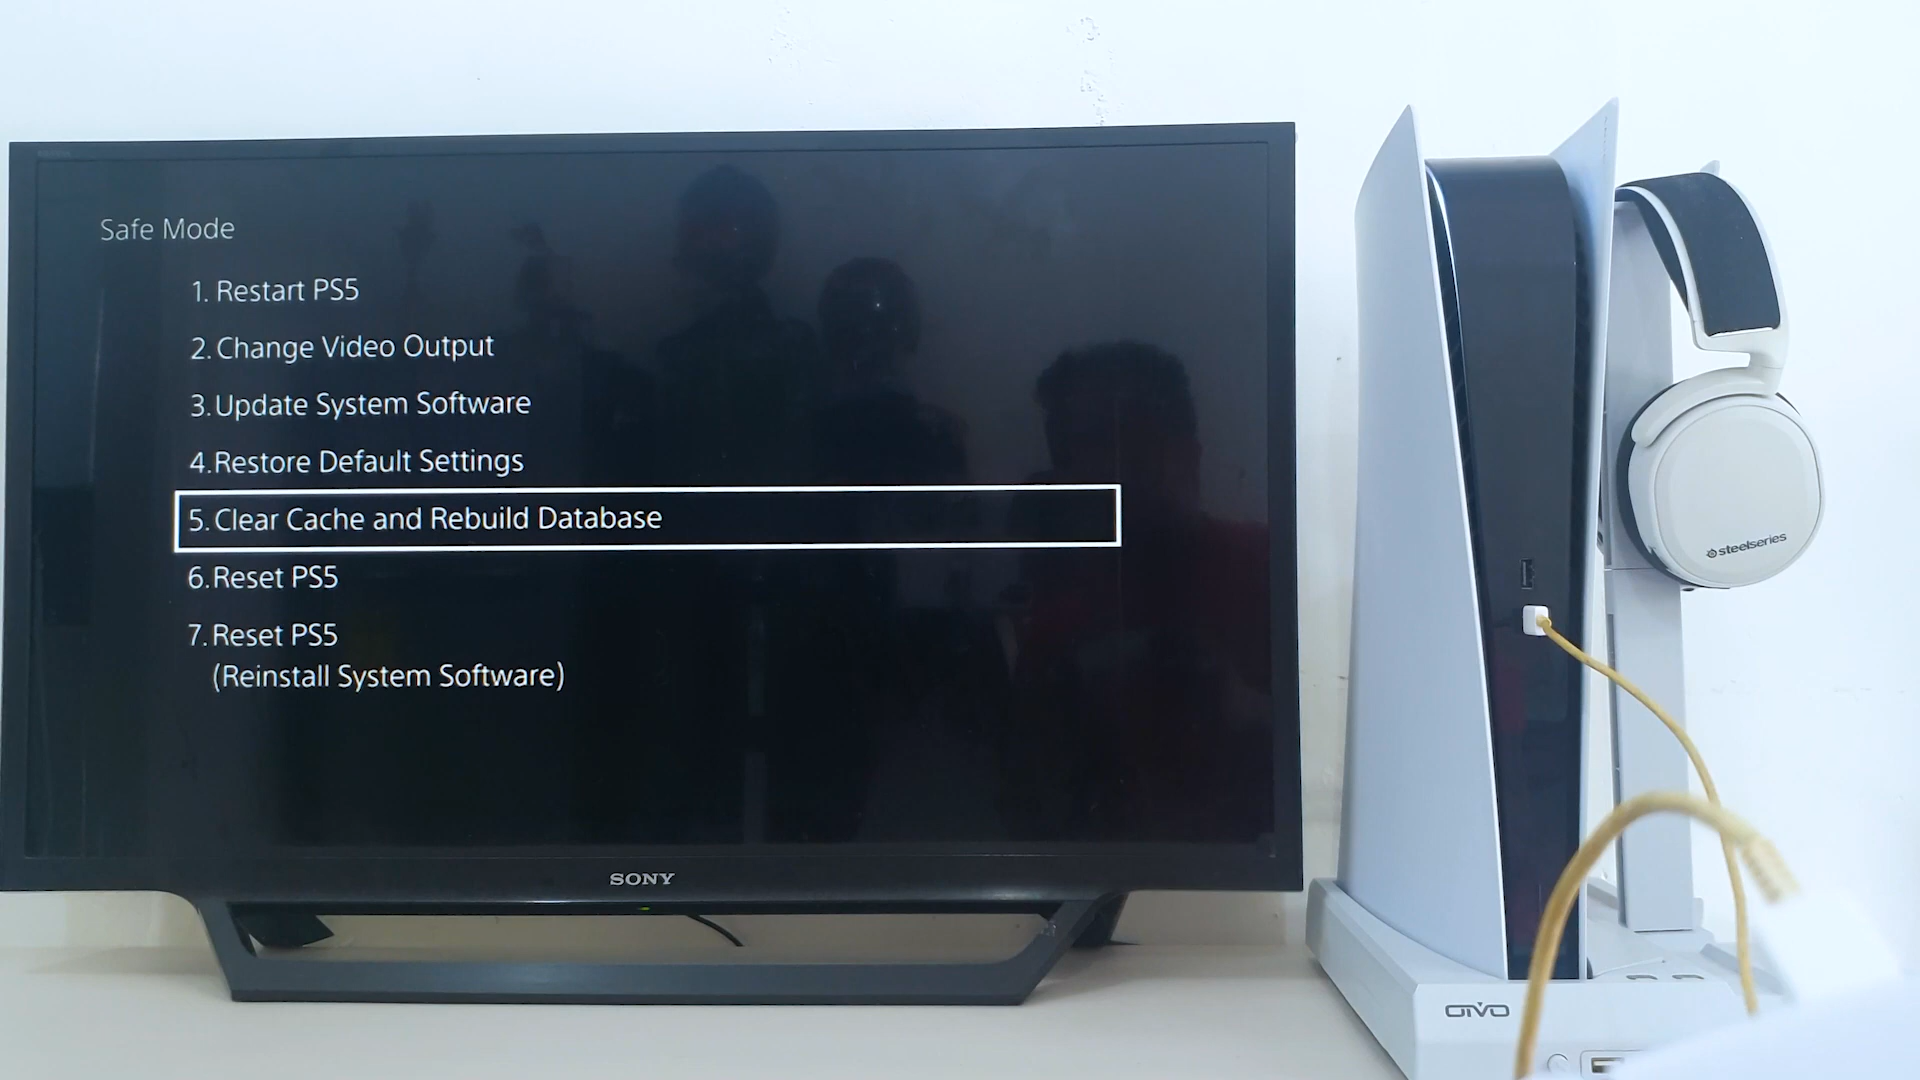 Safe Mode
1. Restart PS5
2. Change Video Output
3. Update System Software
4. Restore Default Settings
5. Clear Cache and Rebuild Database
6. Reset PS5
7. Reset PS5
(Reinstall System Software)
SONY
steelseries
OIVO